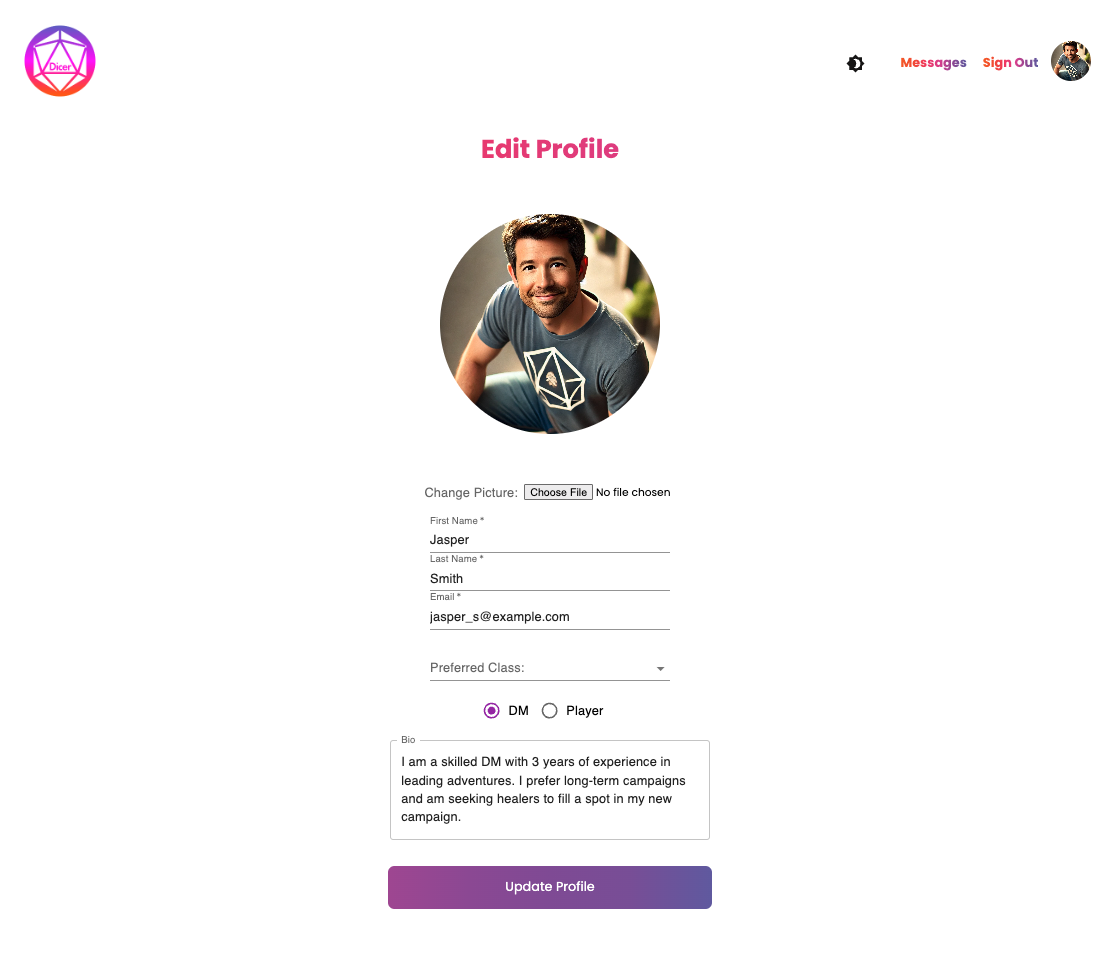 Dicer
Messages Sign Out
Edit Profile
Change Picture: Choose File No file chosen
First Name *
Jasper
Last Name *
Smith
Email *
jasper_s@example.com
Preferred Class:
DM Player
Bio
I am a skilled DM with 3 years of experience in
leading adventures. I prefer long-term campaigns
and am seeking healers to fill a spot in my new
campaign.
Update Profile